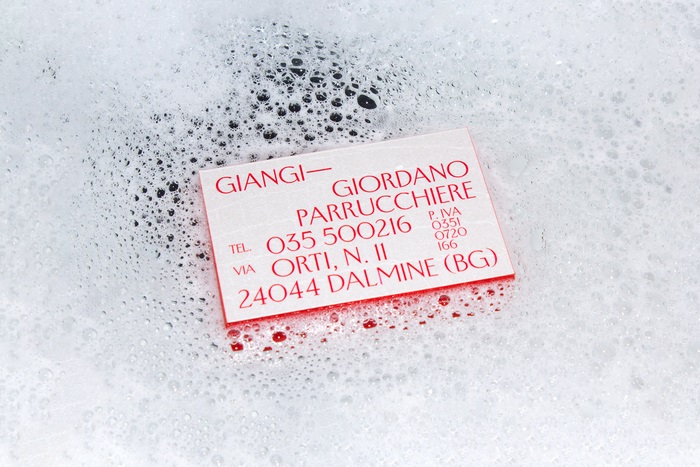 GIANGI—
GIORDANO
PARRUCCHIERE
TEL. 035 500216
P. IVA
0351
0720
166
VIA ORTI, N. 11
24044 DALMINE (BG)